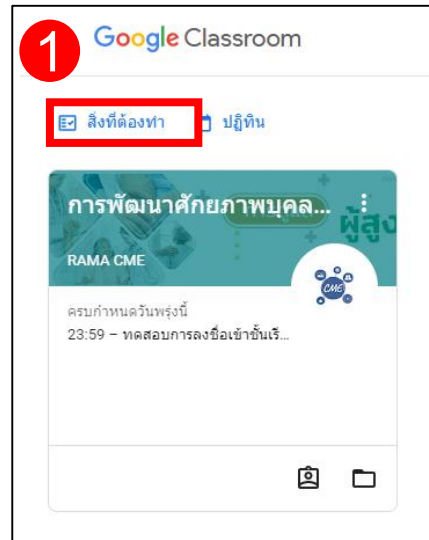 1
Google Classroom
สิ่งที่ต้องทำ ปฏิทิน
การพัฒนาศักยภาพบุคล...
ผู้สูง
RAMA CME
CME
ครบกำหนดวันพรุ่งนี้
23:59 – ทดสอบการลงชื่อเข้าชั้นเรี...